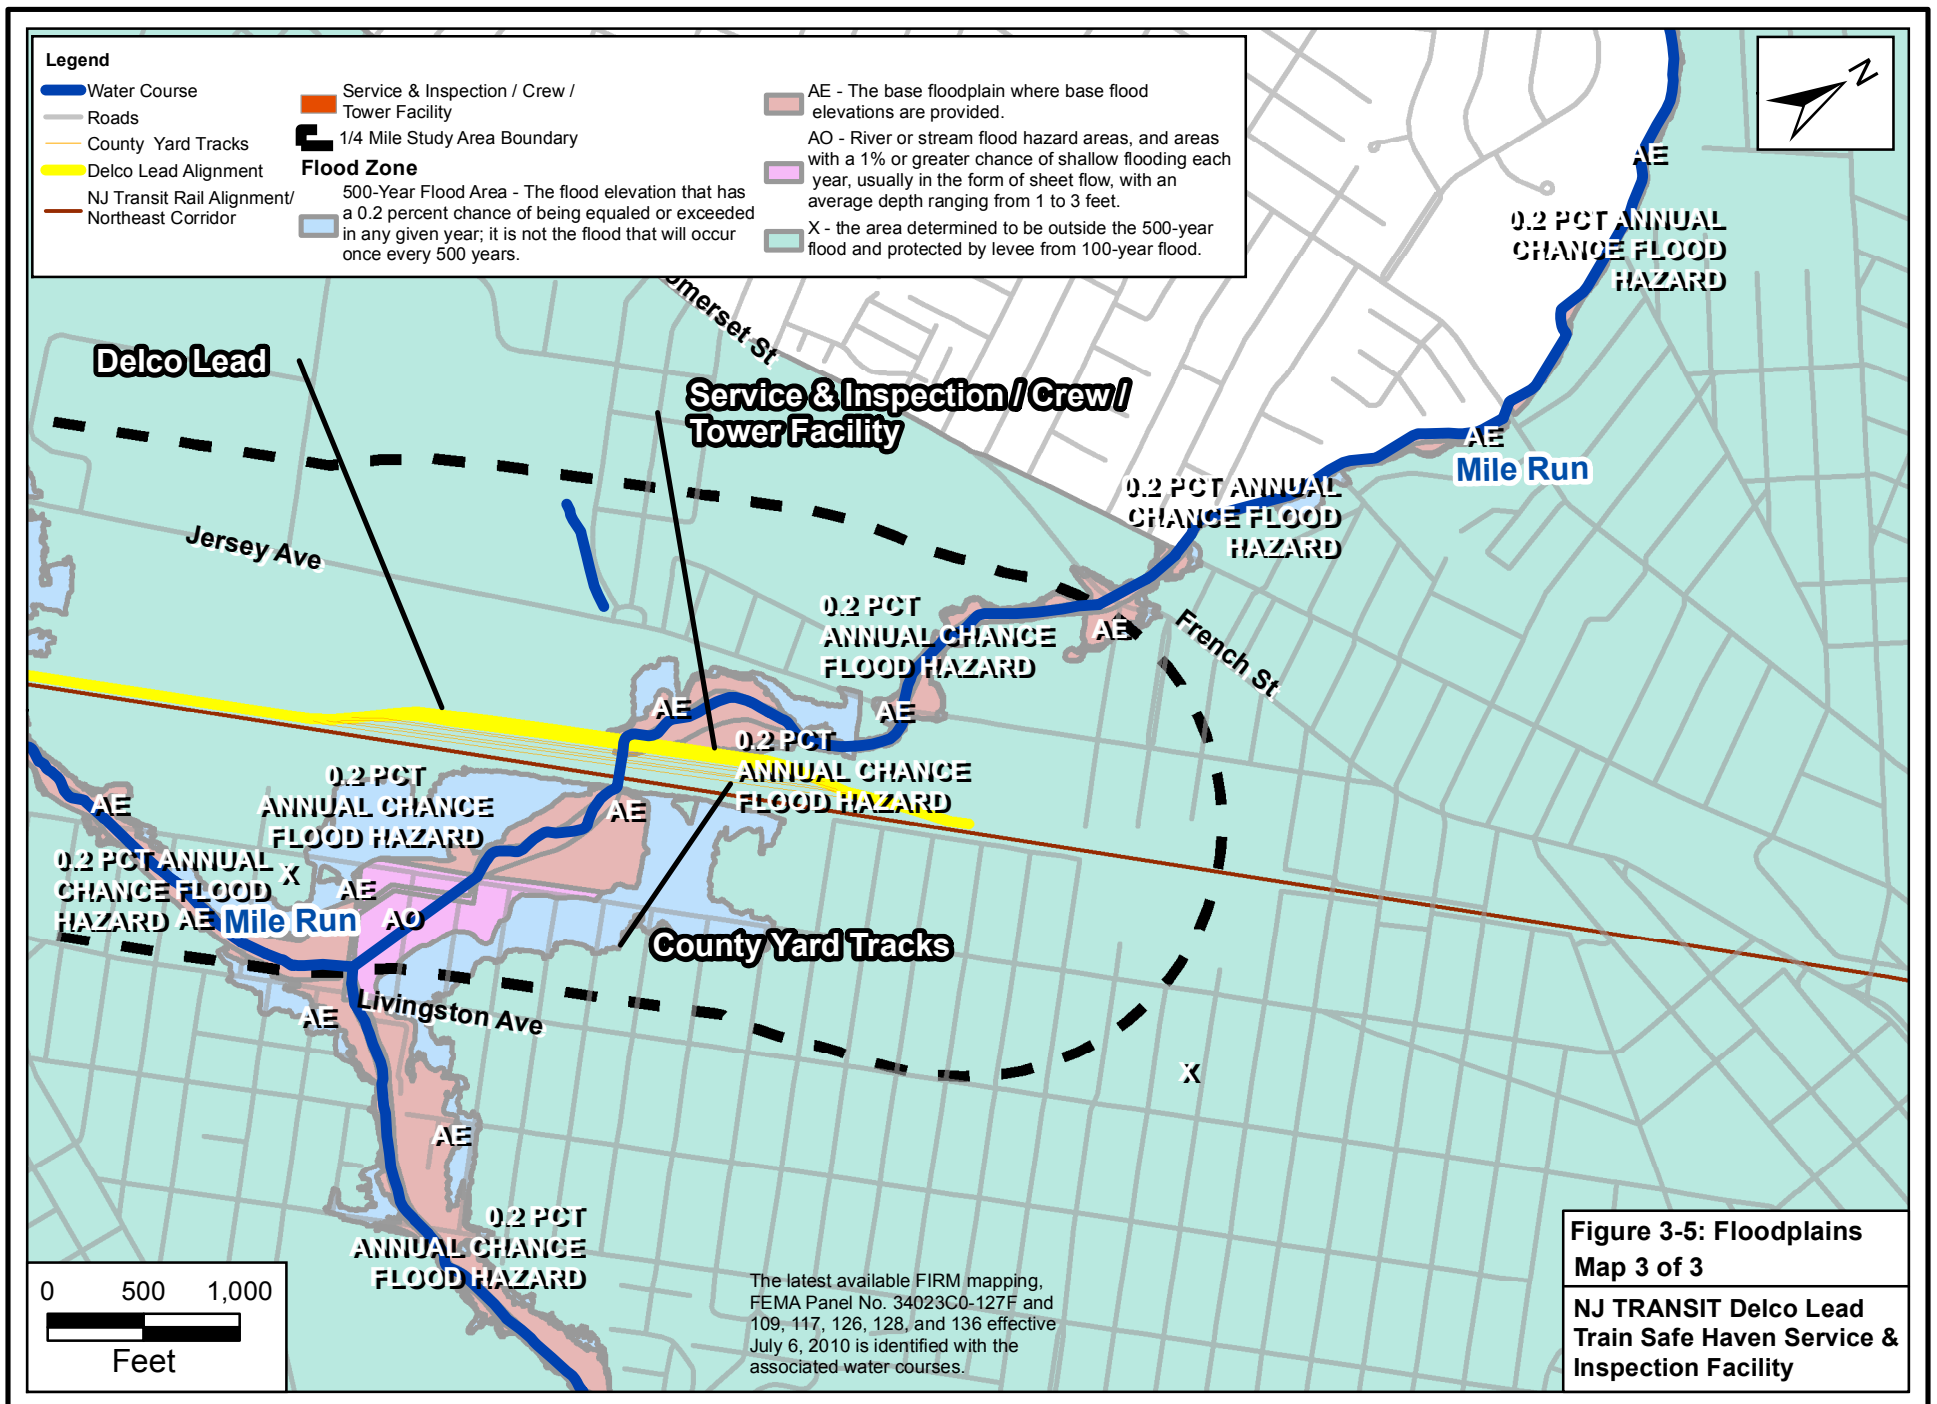 Legend
Water Course
Roads
County Yard Tracks
Delco Lead Alignment
NJ Transit Rail Alignment/
Northeast Corridor
Service & Inspection / Crew /
Tower Facility
1/4 Mile Study Area Boundary
Flood Zone
500-Year Flood Area - The flood elevation that has
a 0.2 percent chance of being equaled or exceeded
in any given year; it is not the flood that will occur
once every 500 years.
AE - The base floodplain where base flood
elevations are provided.
AO - River or stream flood hazard areas, and areas
with a 1% or greater chance of shallow flooding each
year, usually in the form of sheet flow, with an
average depth ranging from 1 to 3 feet.
X - the area determined to be outside the 500-year
flood and protected by levee from 100-year flood.
N
AE
0.2 PCT ANNUAL
CHANCE FLOOD
HAZARD
omerset St
Delco Lead
Service & Inspection / Crew /
Tower Facility
AE
Mile Run
0.2 PCT ANNUAL
CHANCE FLOOD
HAZARD
Jersey Ave
0.2 PCT
ANNUAL CHANCE
FLOOD HAZARD
AE
French St
AE
AE
0.2 PCT
ANNUAL CHANCE
FLOOD HAZARD
0.2 PCT
ANNUAL CHANCE
FLOOD HAZARD
AE
AE
0.2 PCT ANNUAL
CHANCE FLOOD
HAZARD
X
AE
AE
Mile Run
AO
County Yard Tracks
AE
Livingston Ave
X
AE
0.2 PCT
ANNUAL CHANCE
FLOOD HAZARD
0 500 1,000
Feet
The latest available FIRM mapping,
FEMA Panel No. 34023C0-127F and
109, 117, 126, 128, and 136 effective
July 6, 2010 is identified with the
associated water courses.
Figure 3-5: Floodplains
Map 3 of 3
NJ TRANSIT Delco Lead
Train Safe Haven Service &
Inspection Facility